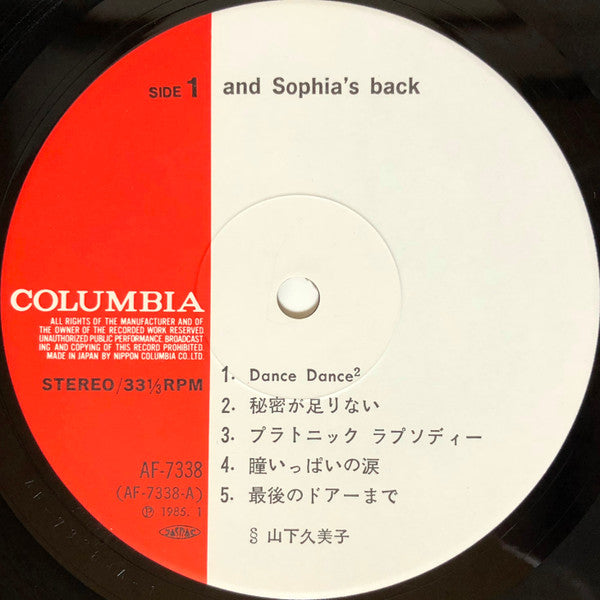 SIDE 1 and Sophia's back
COLUMBIA
ALL RIGHTS OF THE MANUFACTURER AND OF
THE OWNER OF THE RECORDED WORK RESERVED
UNAUTHORIZED PUBLIC PERFORMANCE, BROADCAST
ING AND COPYING OF THIS RECORD PROHIBITED.
MADE IN JAPAN BY NIPPON COLUMBIA CO., LTD.
STEREO/33⅓RPM
1. Dance Dance²
2. 秘密が足りない
3. プラトニック ラプソディー
4. 瞳いっぱいの涙
5. 最後のドアーまで
§ 山下久美子
AF-7338
(AF-7338-A)
Ⓟ 1985. 1
JASRAC